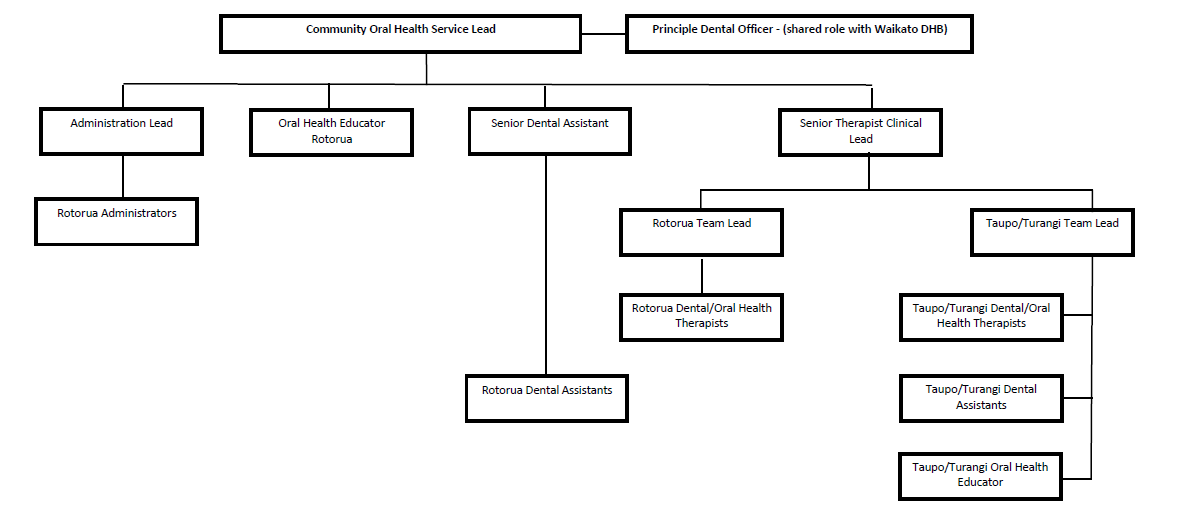 Community Oral Health Service Lead
Principle Dental Officer - (shared role with Waikato DHB)
Administration Lead
Oral Health Educator
Rotorua
Senior Dental Assistant
Senior Therapist Clinical
Lead
Rotorua Administrators
Rotorua Team Lead
Taupo/Turangi Team Lead
Rotorua Dental/Oral Health
Therapists
Taupo/Turangi Dental/Oral
Health Therapists
Rotorua Dental Assistants
Taupo/Turangi Dental
Assistants
Taupo/Turangi Oral Health
Educator